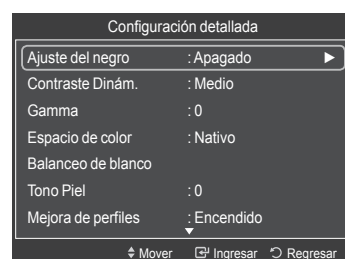 Configuración detallada
Ajuste del negro : Apagado
Contraste Dinám. : Medio
Gamma : 0
Espacio de color : Nativo
Balanceo de blanco
Tono Piel : 0
Mejora de perfiles : Encendido
Mover Ingresar Regresar